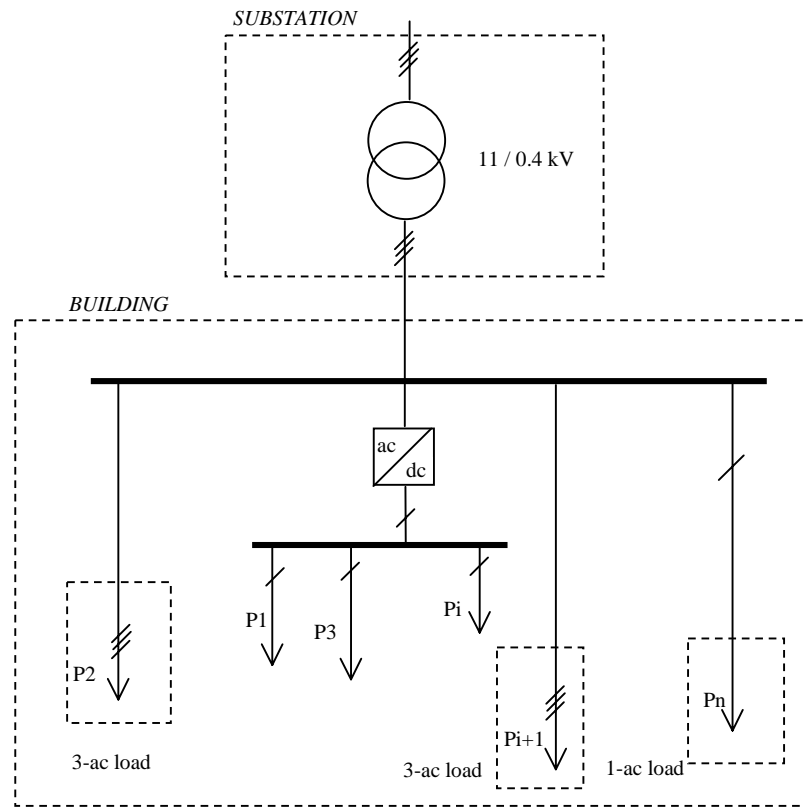 SUBSTATION
11 / 0.4 kV
BUILDING
ac
dc
P1
P3
Pi
P2
Pi+1
Pn
3-ac load
3-ac load
1-ac load